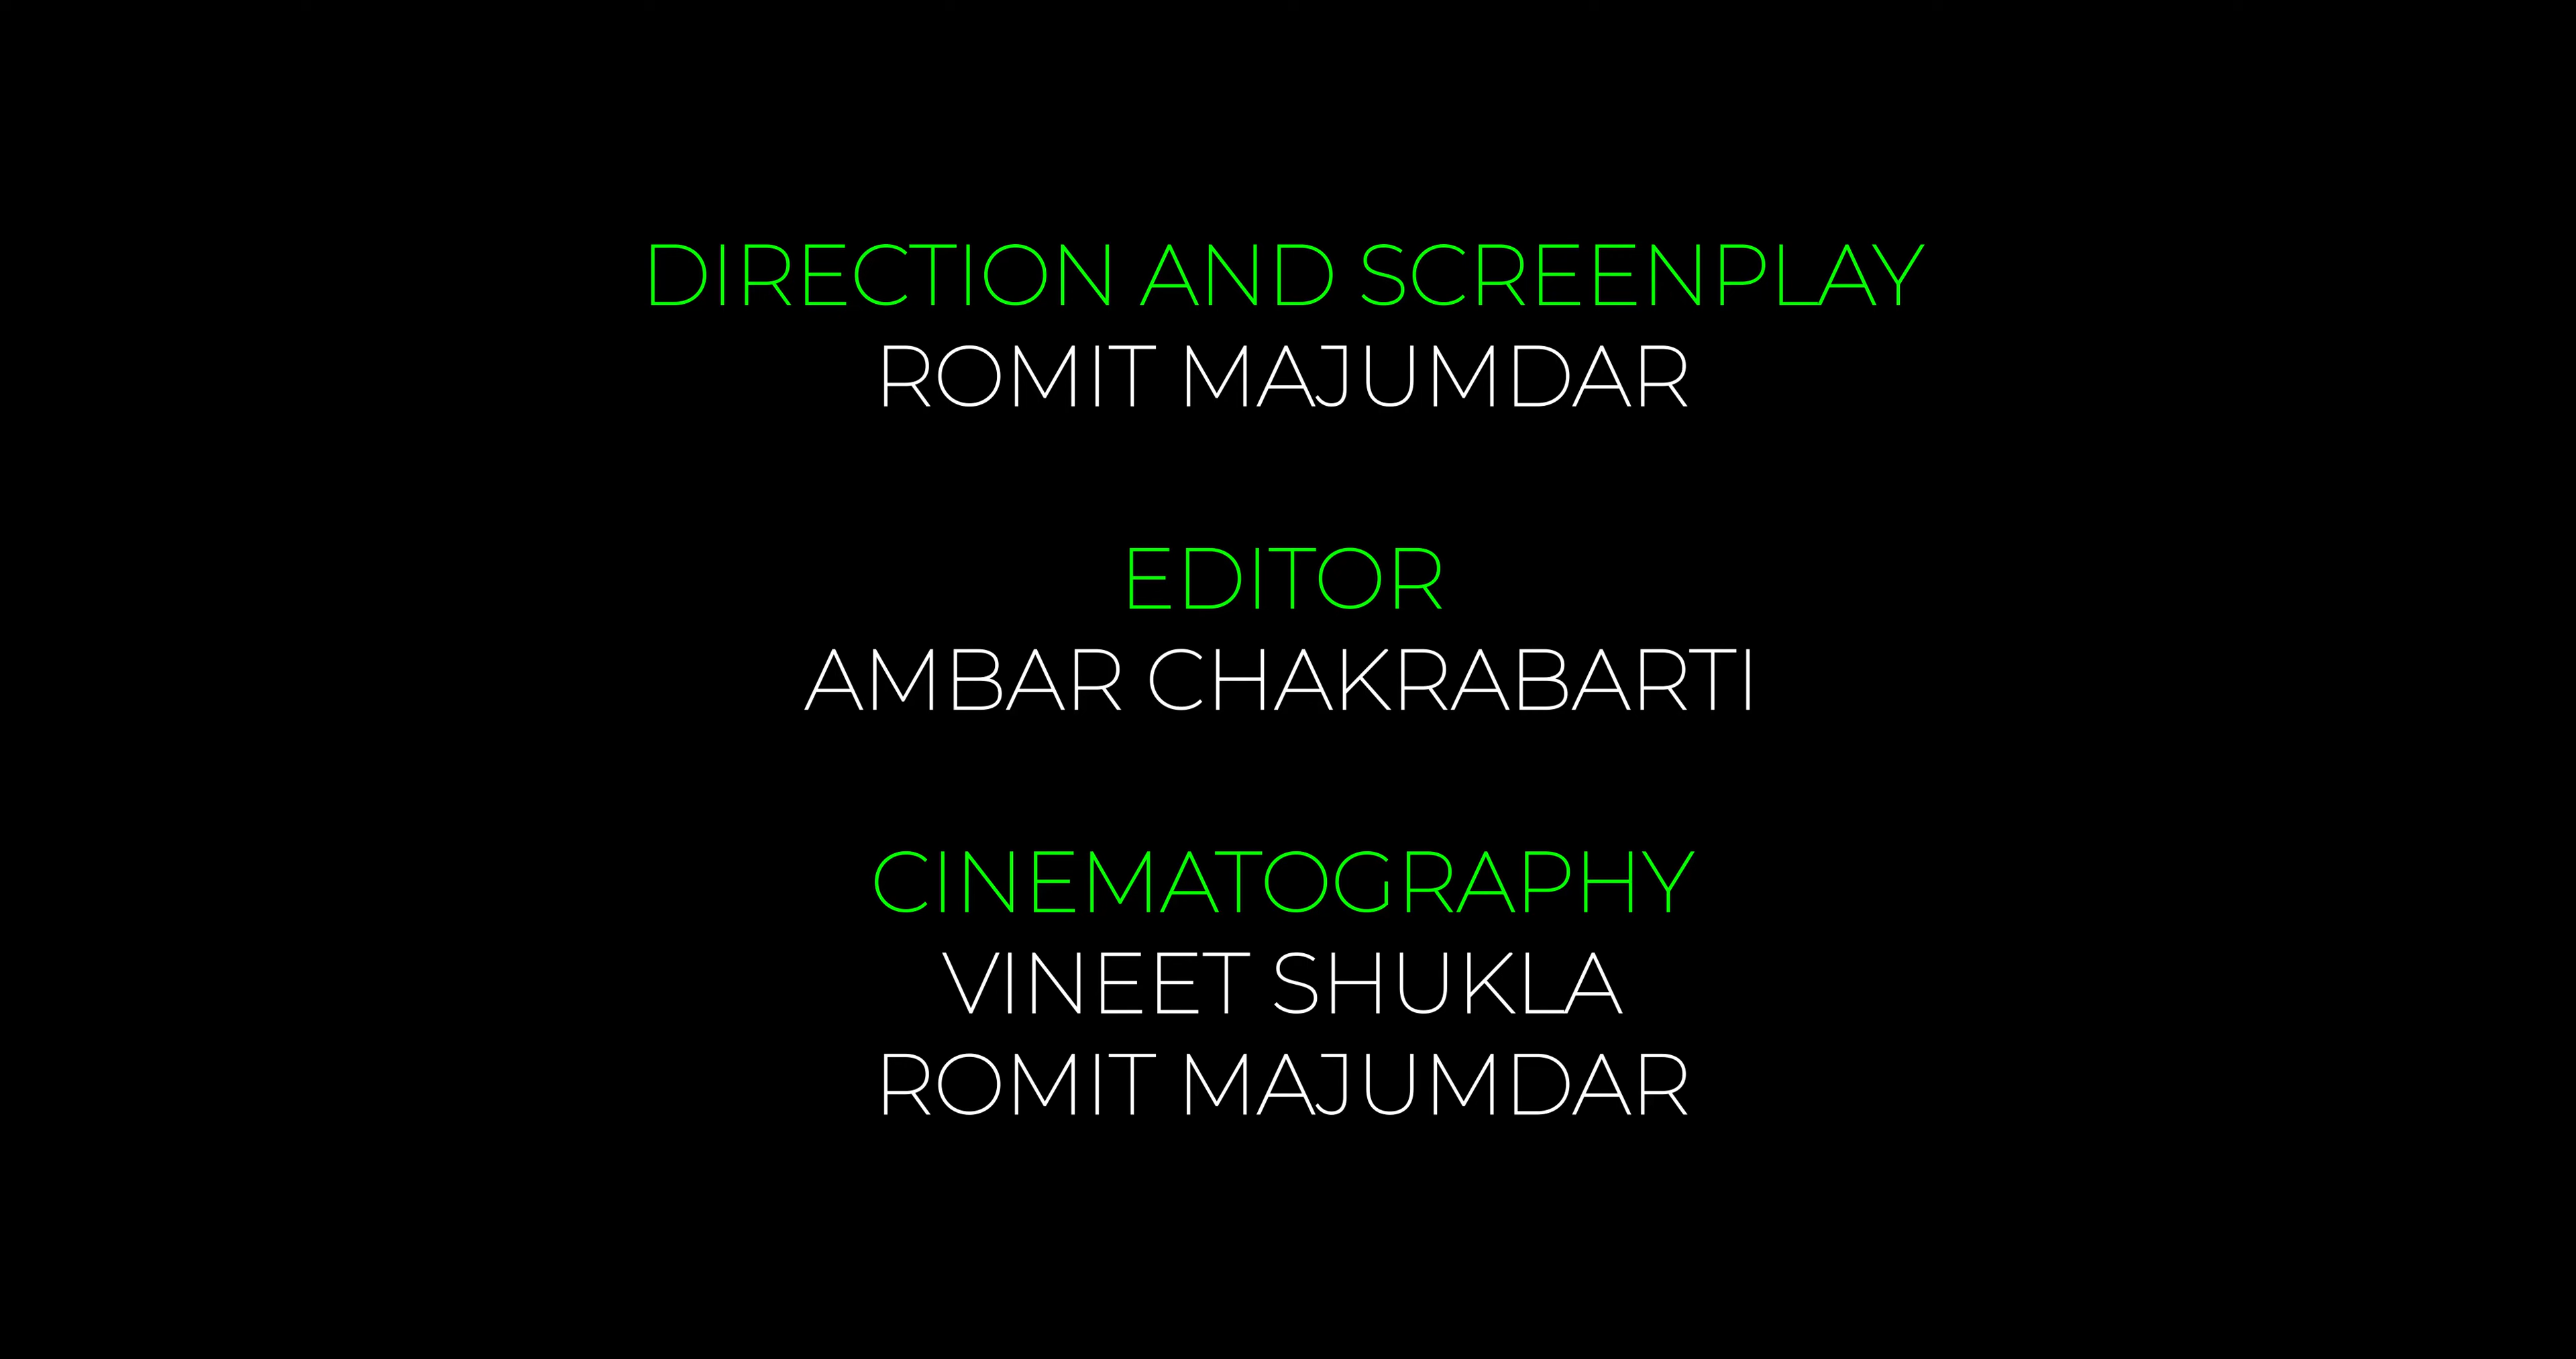 DIRECTION AND SCREENPLAY
ROMIT MAJUMDAR
EDITOR
AMBAR CHAKRABARTI
CINEMATOGRAPHY
VINEET SHUKLA
ROMIT MAJUMDAR